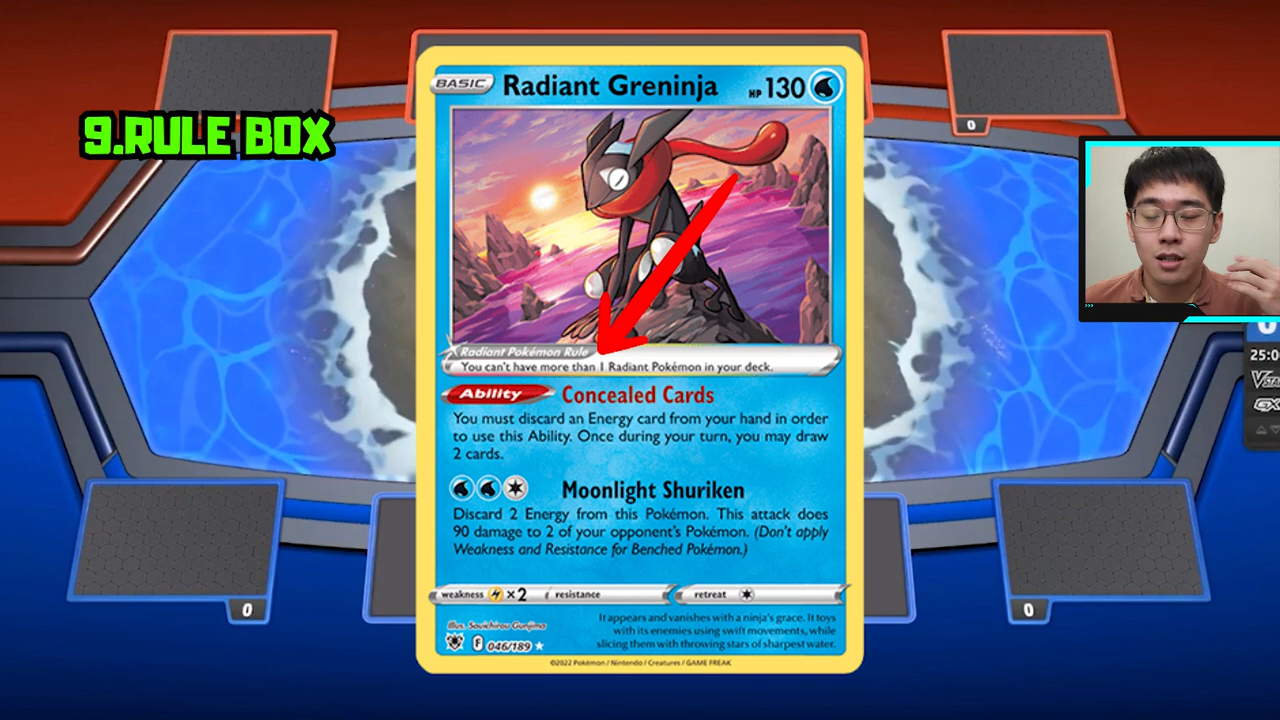 9.RULE BOX
BASIC Radiant Greninja HP 130
Radiant Pokémon Rule
You can't have more than 1 Radiant Pokémon in your deck.
Ability Concealed Cards
You must discard an Energy card from your hand in order
to use this Ability. Once during your turn, you may draw
2 cards.
Moonlight Shuriken
Discard 2 Energy from this Pokémon. This attack does
90 damage to 2 of your opponent's Pokémon. (Don't apply
Weakness and Resistance for Benched Pokémon.)
weakness ×2 resistance retreat
Illus. Souichirou Gunjima
F 046/189
It appears and vanishes with a ninja's grace. It toys
with its enemies using swift movements, while
slicing them with throwing stars of sharpest water.
©2022 Pokémon / Nintendo / Creatures / GAME FREAK
0
0
0
25:0
GX